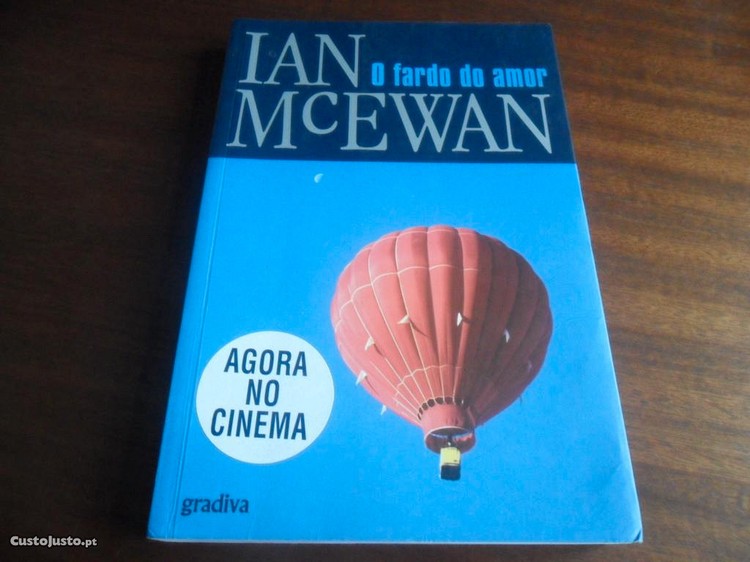 IAN
O fardo do amor
McEWAN
AGORA
NO
CINEMA
gradiva
CustoJusto.pt